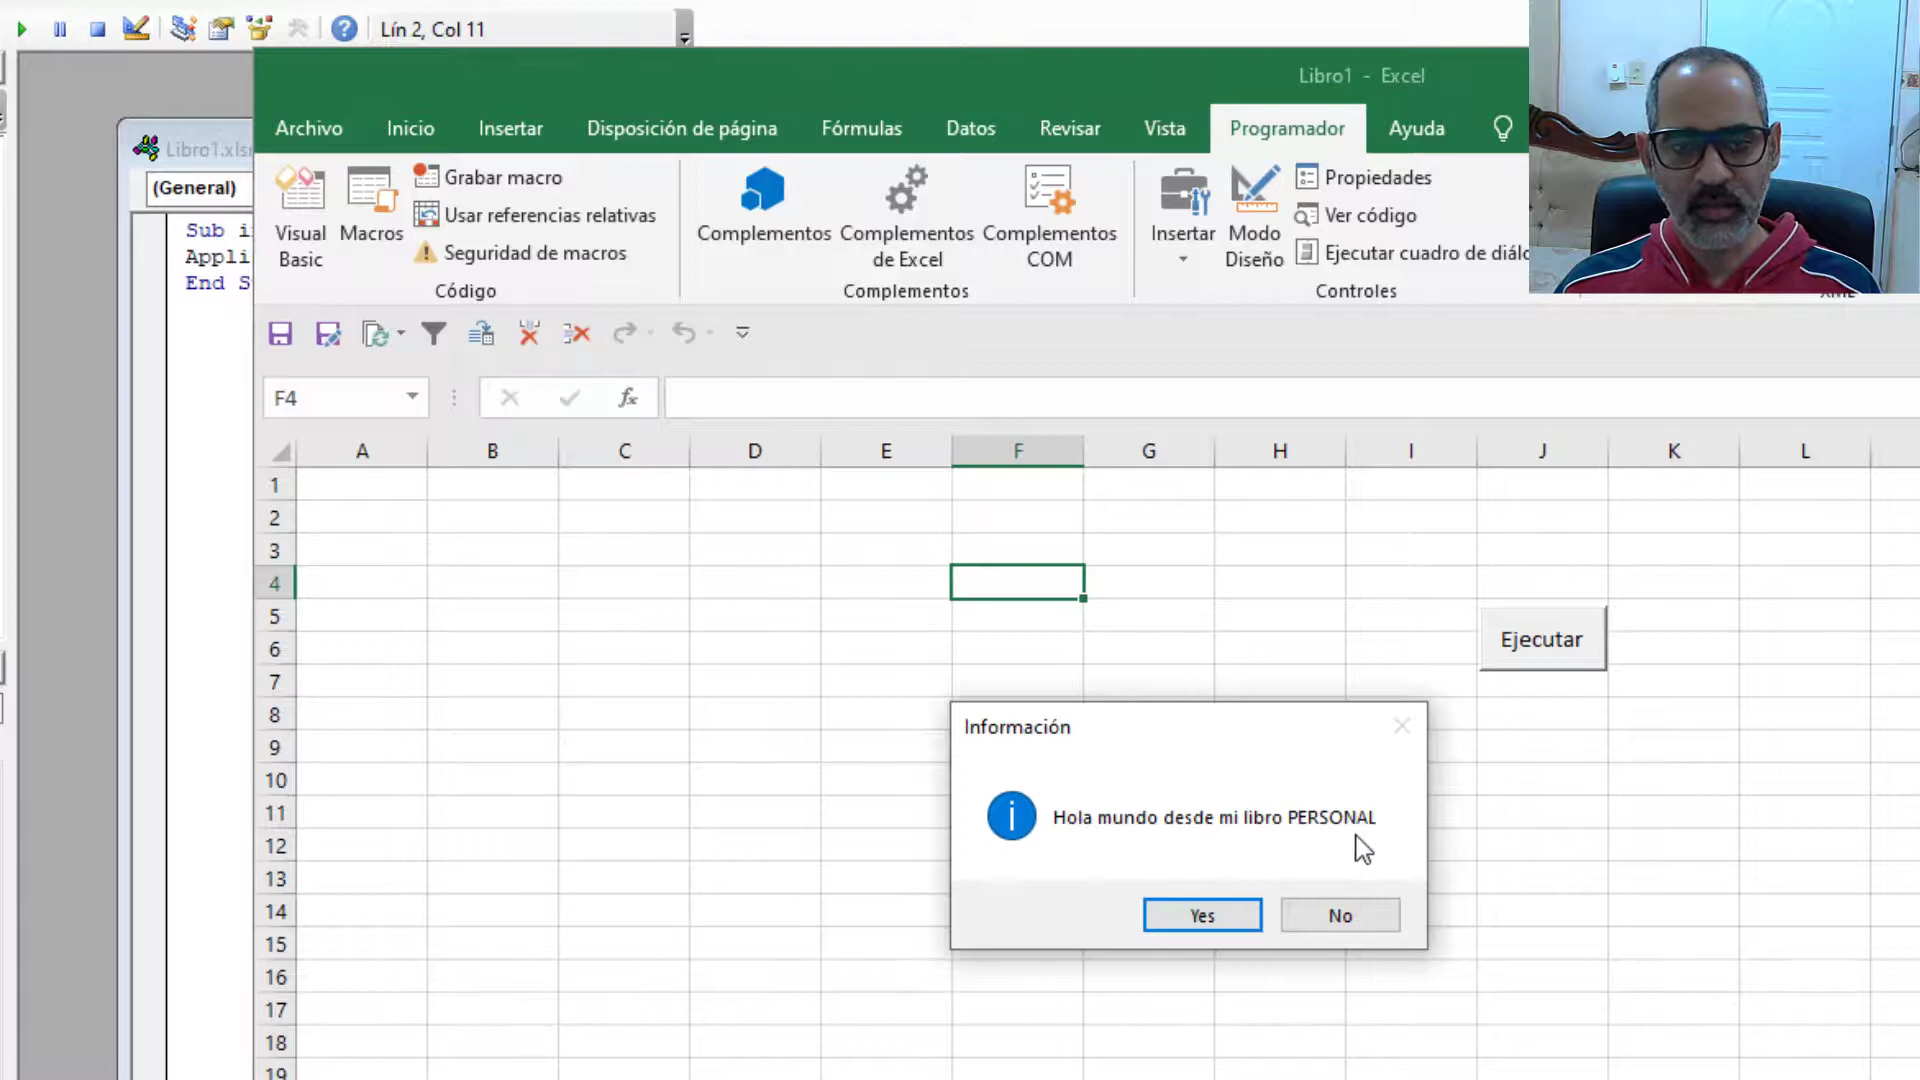 Lín 2, Col 11
Libro1 - Excel
Archivo Inicio Insertar Disposición de página Fórmulas Datos Revisar Vista Programador Ayuda
Libro1.xlsm
(General)
Sub
Appli
End S
Visual Basic
Macros
Grabar macro
Usar referencias relativas
Seguridad de macros
Código
Complementos
Complementos de Excel
Complementos COM
Complementos
Insertar
Modo Diseño
Propiedades
Ver código
Ejecutar cuadro de diálo
Controles
F4
fx
A B C D E F G H I J K L
1
2
3
4
5
6
7
8
9
10
11
12
13
14
15
16
17
18
19
Ejecutar
Información
Hola mundo desde mi libro PERSONAL
Yes No